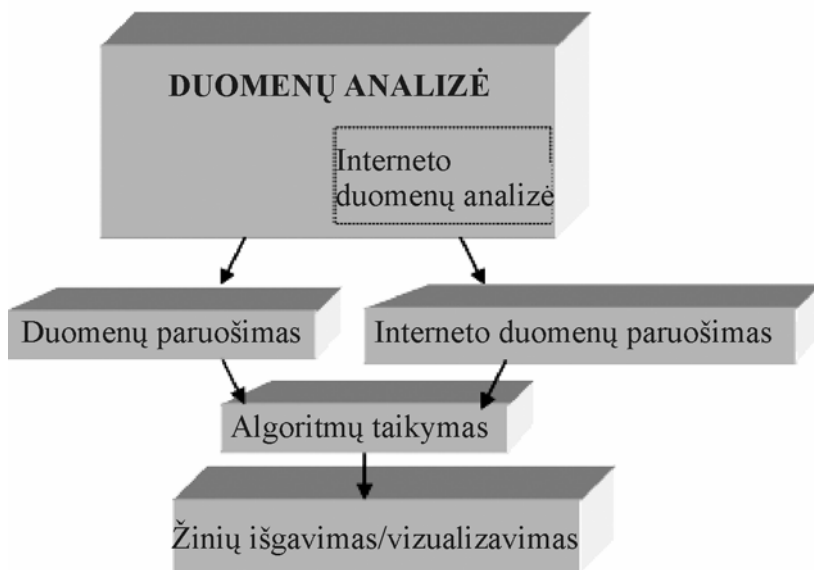 DUOMENŲ ANALIZĖ
Interneto
duomenų analizė
Duomenų paruošimas
Interneto duomenų paruošimas
Algoritmų taikymas
Žinių išgavimas/vizualizavimas